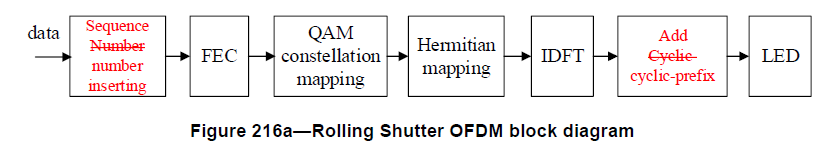 data
Sequence
Number
number
inserting
FEC
QAM
constellation
mapping
Hermitian
mapping
IDFT
Add
Cyclic
cyclic-prefix
LED
Figure 216a—Rolling Shutter OFDM block diagram